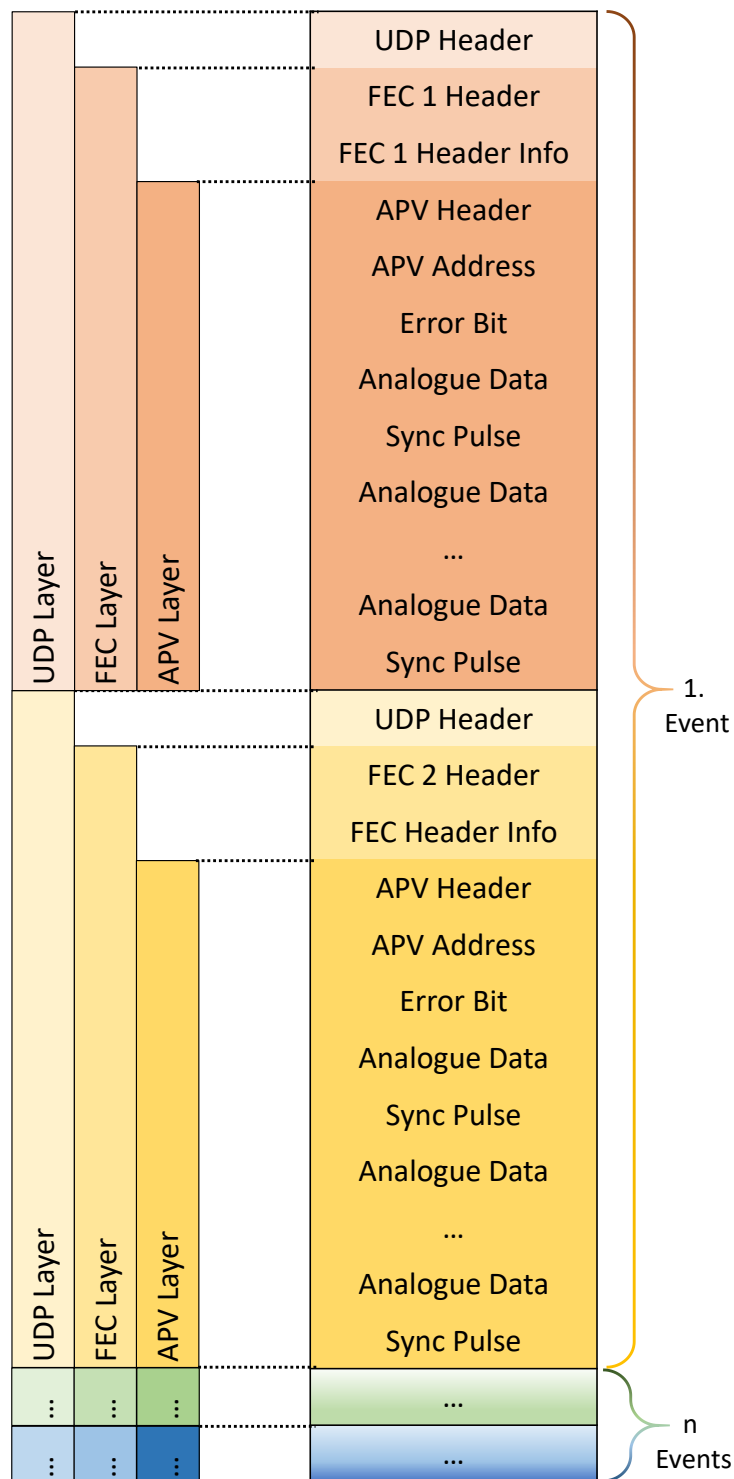 UDP Header
FEC 1 Header
FEC 1 Header Info
APV Header
APV Address
Error Bit
Analogue Data
Sync Pulse
Analogue Data
...
Analogue Data
Sync Pulse
UDP Layer
FEC Layer
APV Layer
1.
Event
UDP Header
FEC 2 Header
FEC Header Info
APV Header
APV Address
Error Bit
Analogue Data
Sync Pulse
Analogue Data
...
Analogue Data
Sync Pulse
UDP Layer
FEC Layer
APV Layer
... ... ... ...
... ... ... ...
n
Events